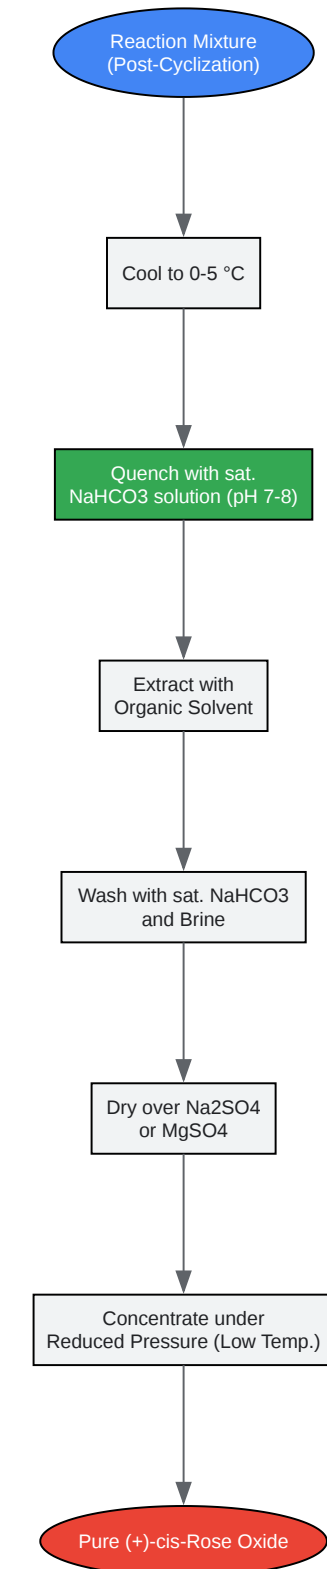 Reaction Mixture
(Post-Cyclization)
Cool to 0-5 °C
Quench with sat.
NaHCO3 solution (pH 7-8)
Extract with
Organic Solvent
Wash with sat. NaHCO3
and Brine
Dry over Na2SO4
or MgSO4
Concentrate under
Reduced Pressure (Low Temp.)
Pure (+)-cis-Rose Oxide